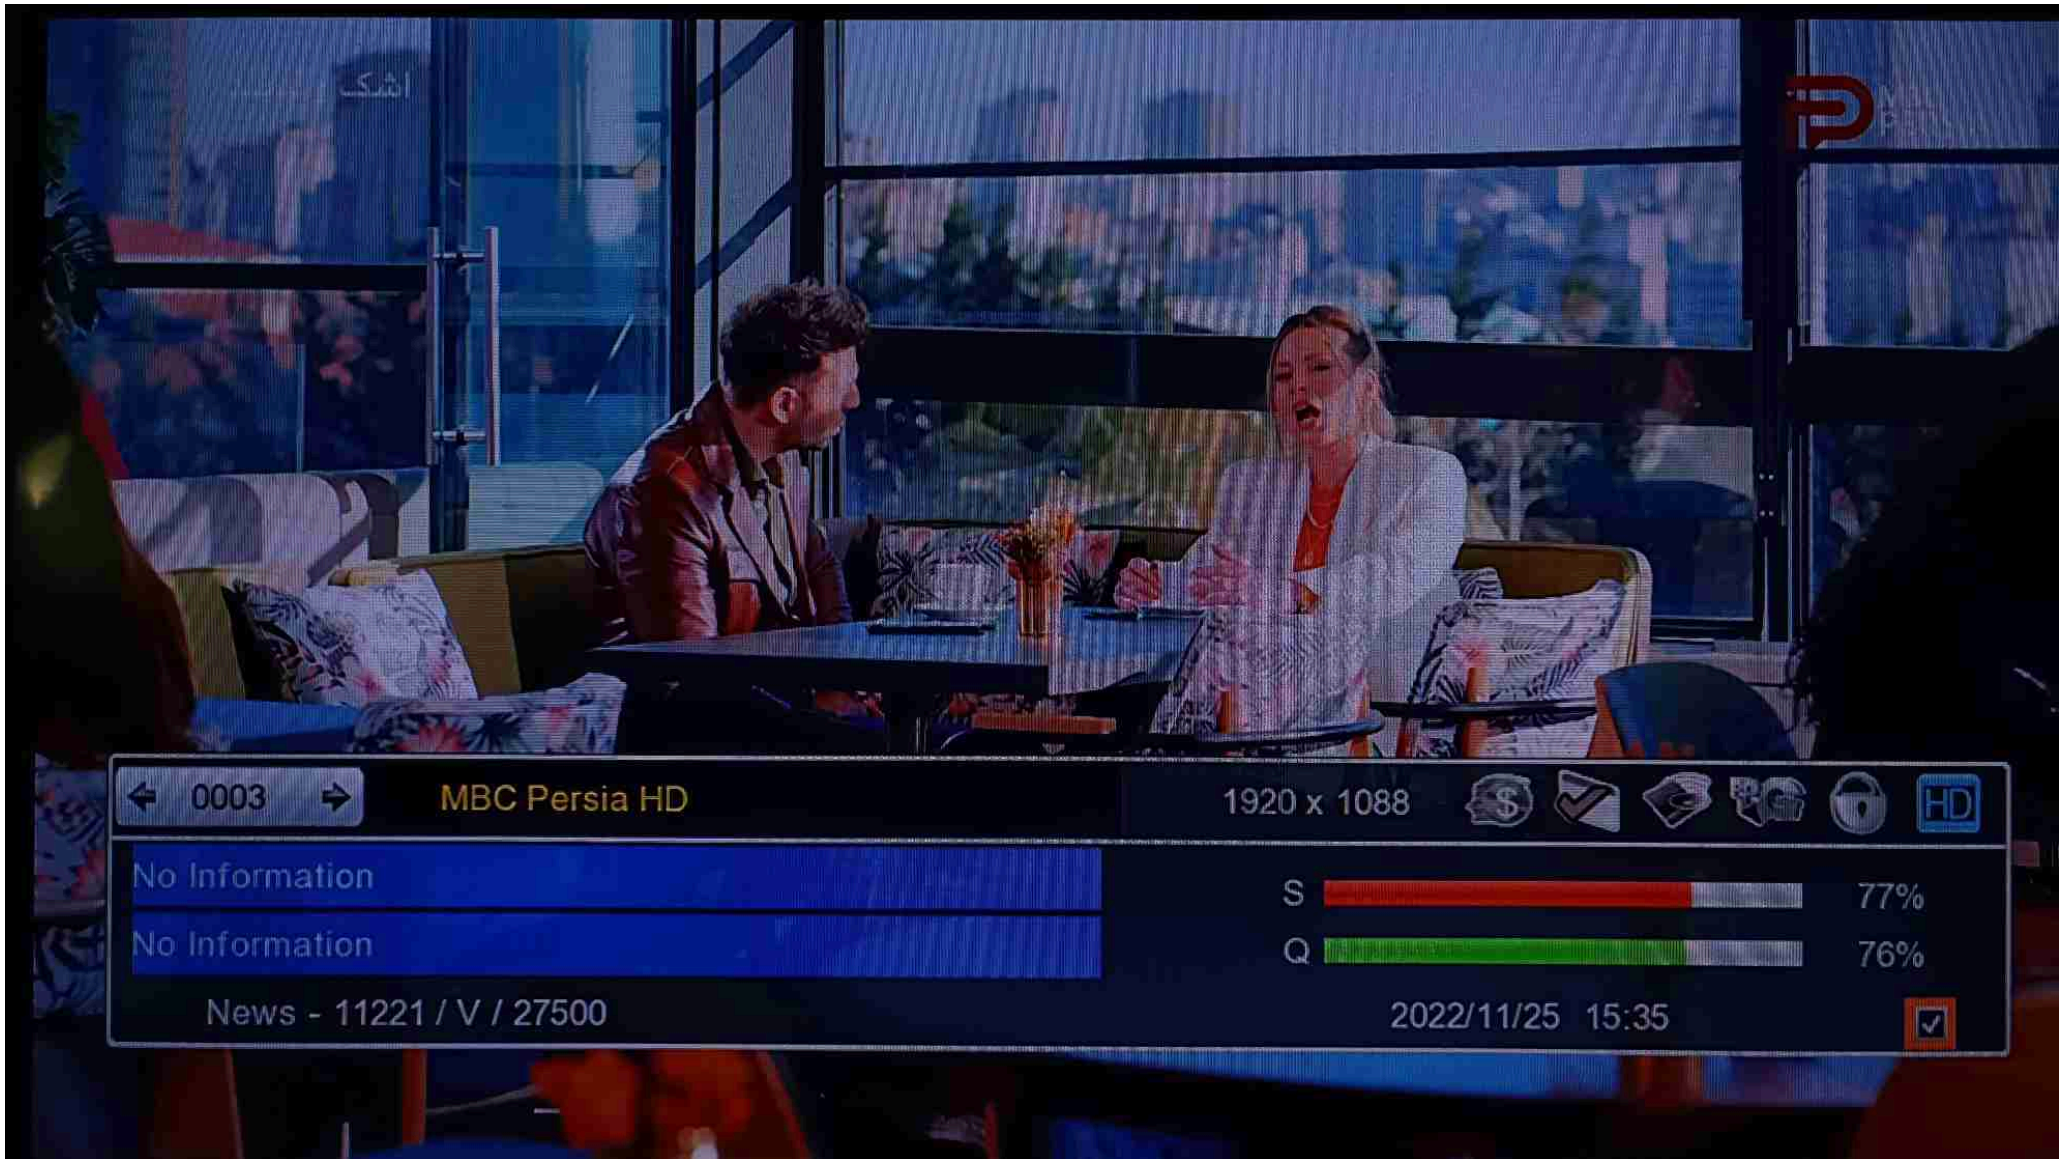 اشک
0003
MBC Persia HD
1920 x 1088
HD
No Information
S 77%
No Information
Q 76%
News - 11221 / V / 27500
2022/11/25 15:35